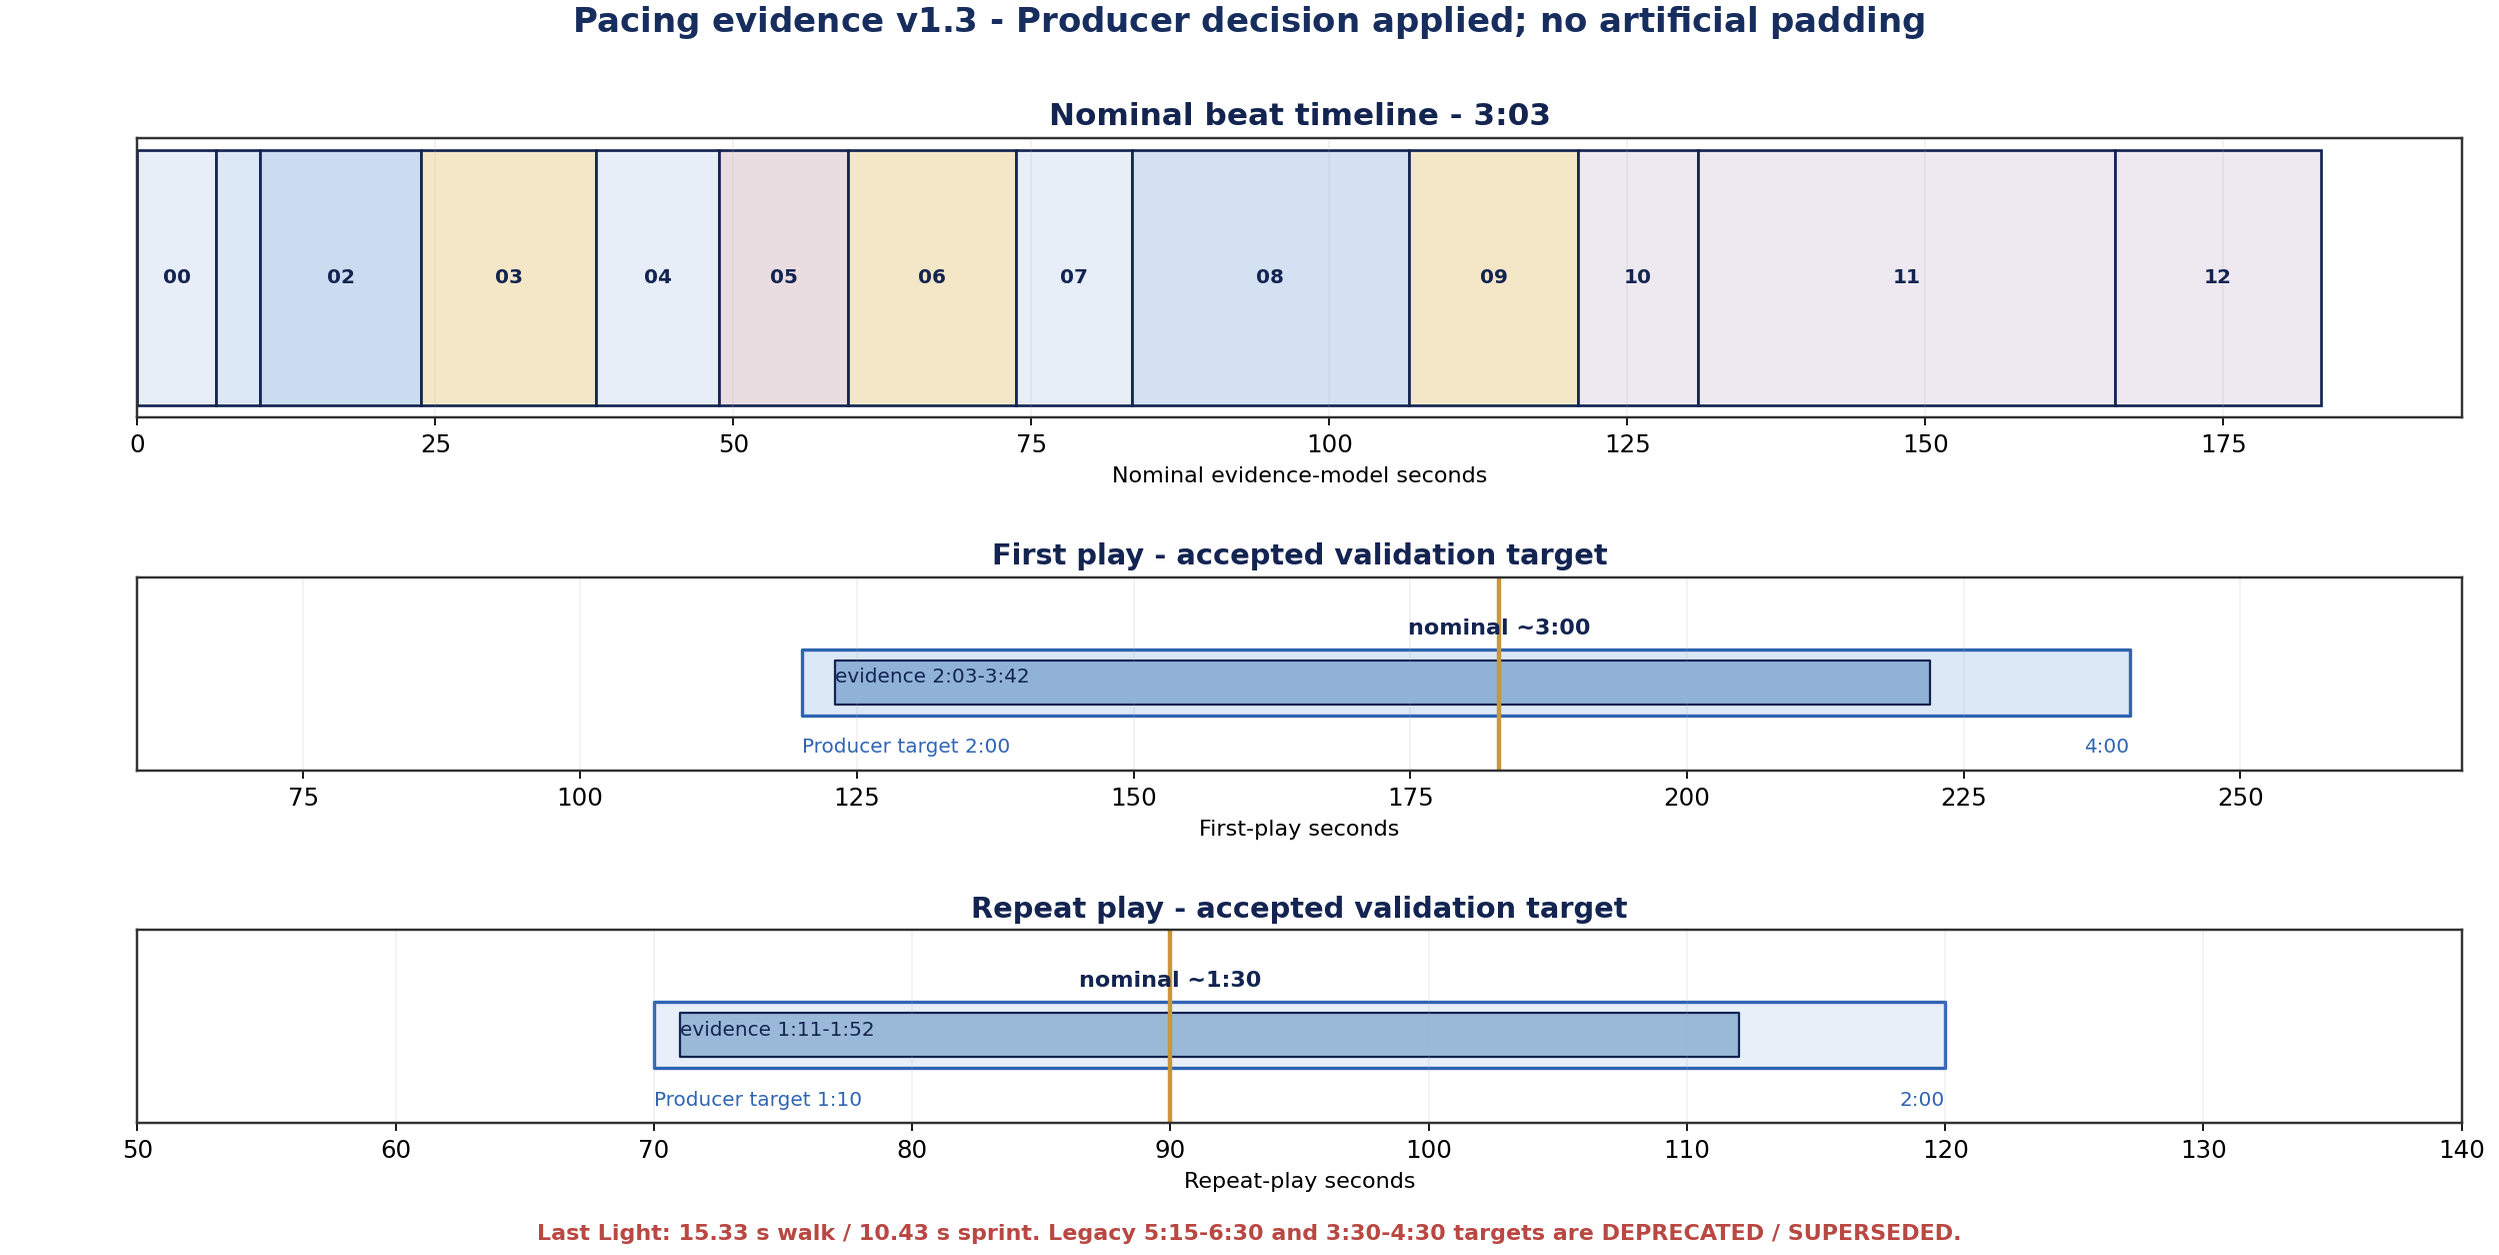 Pacing evidence v1.3 - Producer decision applied; no artificial padding
Nominal beat timeline - 3:03
00 02 03 04 05 06 07 08 09 10 11 12
0 25 50 75 100 125 150 175
Nominal evidence-model seconds
First play - accepted validation target
nominal ~3:00
evidence 2:03-3:42
Producer target 2:00 4:00
75 100 125 150 175 200 225 250
First-play seconds
Repeat play - accepted validation target
nominal ~1:30
evidence 1:11-1:52
Producer target 1:10 2:00
50 60 70 80 90 100 110 120 130 140
Repeat-play seconds
Last Light: 15.33 s walk / 10.43 s sprint. Legacy 5:15-6:30 and 3:30-4:30 targets are DEPRECATED / SUPERSEDED.